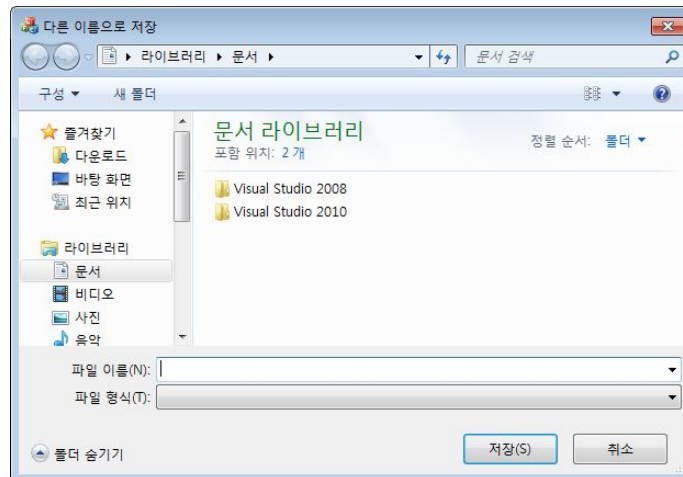 다른 이름으로 저장
라이브러리 ▸ 문서 ▸
문서 검색
구성 ▼ 새 폴더
즐겨찾기
다운로드
바탕 화면
최근 위치
라이브러리
문서
비디오
사진
음악
문서 라이브러리
포함 위치: 2개
정렬 순서: 폴더 ▼
Visual Studio 2008
Visual Studio 2010
파일 이름(N):
파일 형식(T):
폴더 숨기기
저장(S)
취소